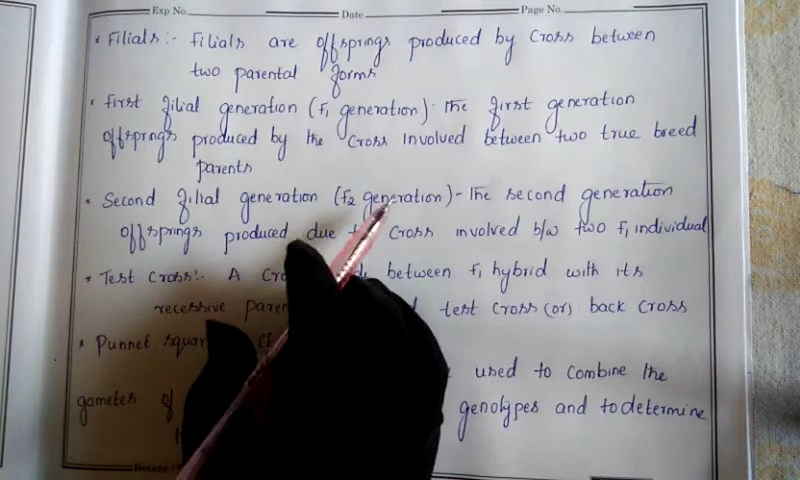 Exp No.
Date
Page No.
* Filials:- Filials are offsprings produced by Cross between
two parental forms
• First filial generation (F1 generation). The first generation
offsprings produced by the Cross involved between two true breed
parents
• Second filial generation (F2 generation) - The second generation
offsprings produced due Cross involved b/w two F1 individual
* Test Cross:- A between F1 hybrid with its
recessive test Cross (or) back Cross
* Punnet used to combine the
gametes of genotypes and to determine
Botany